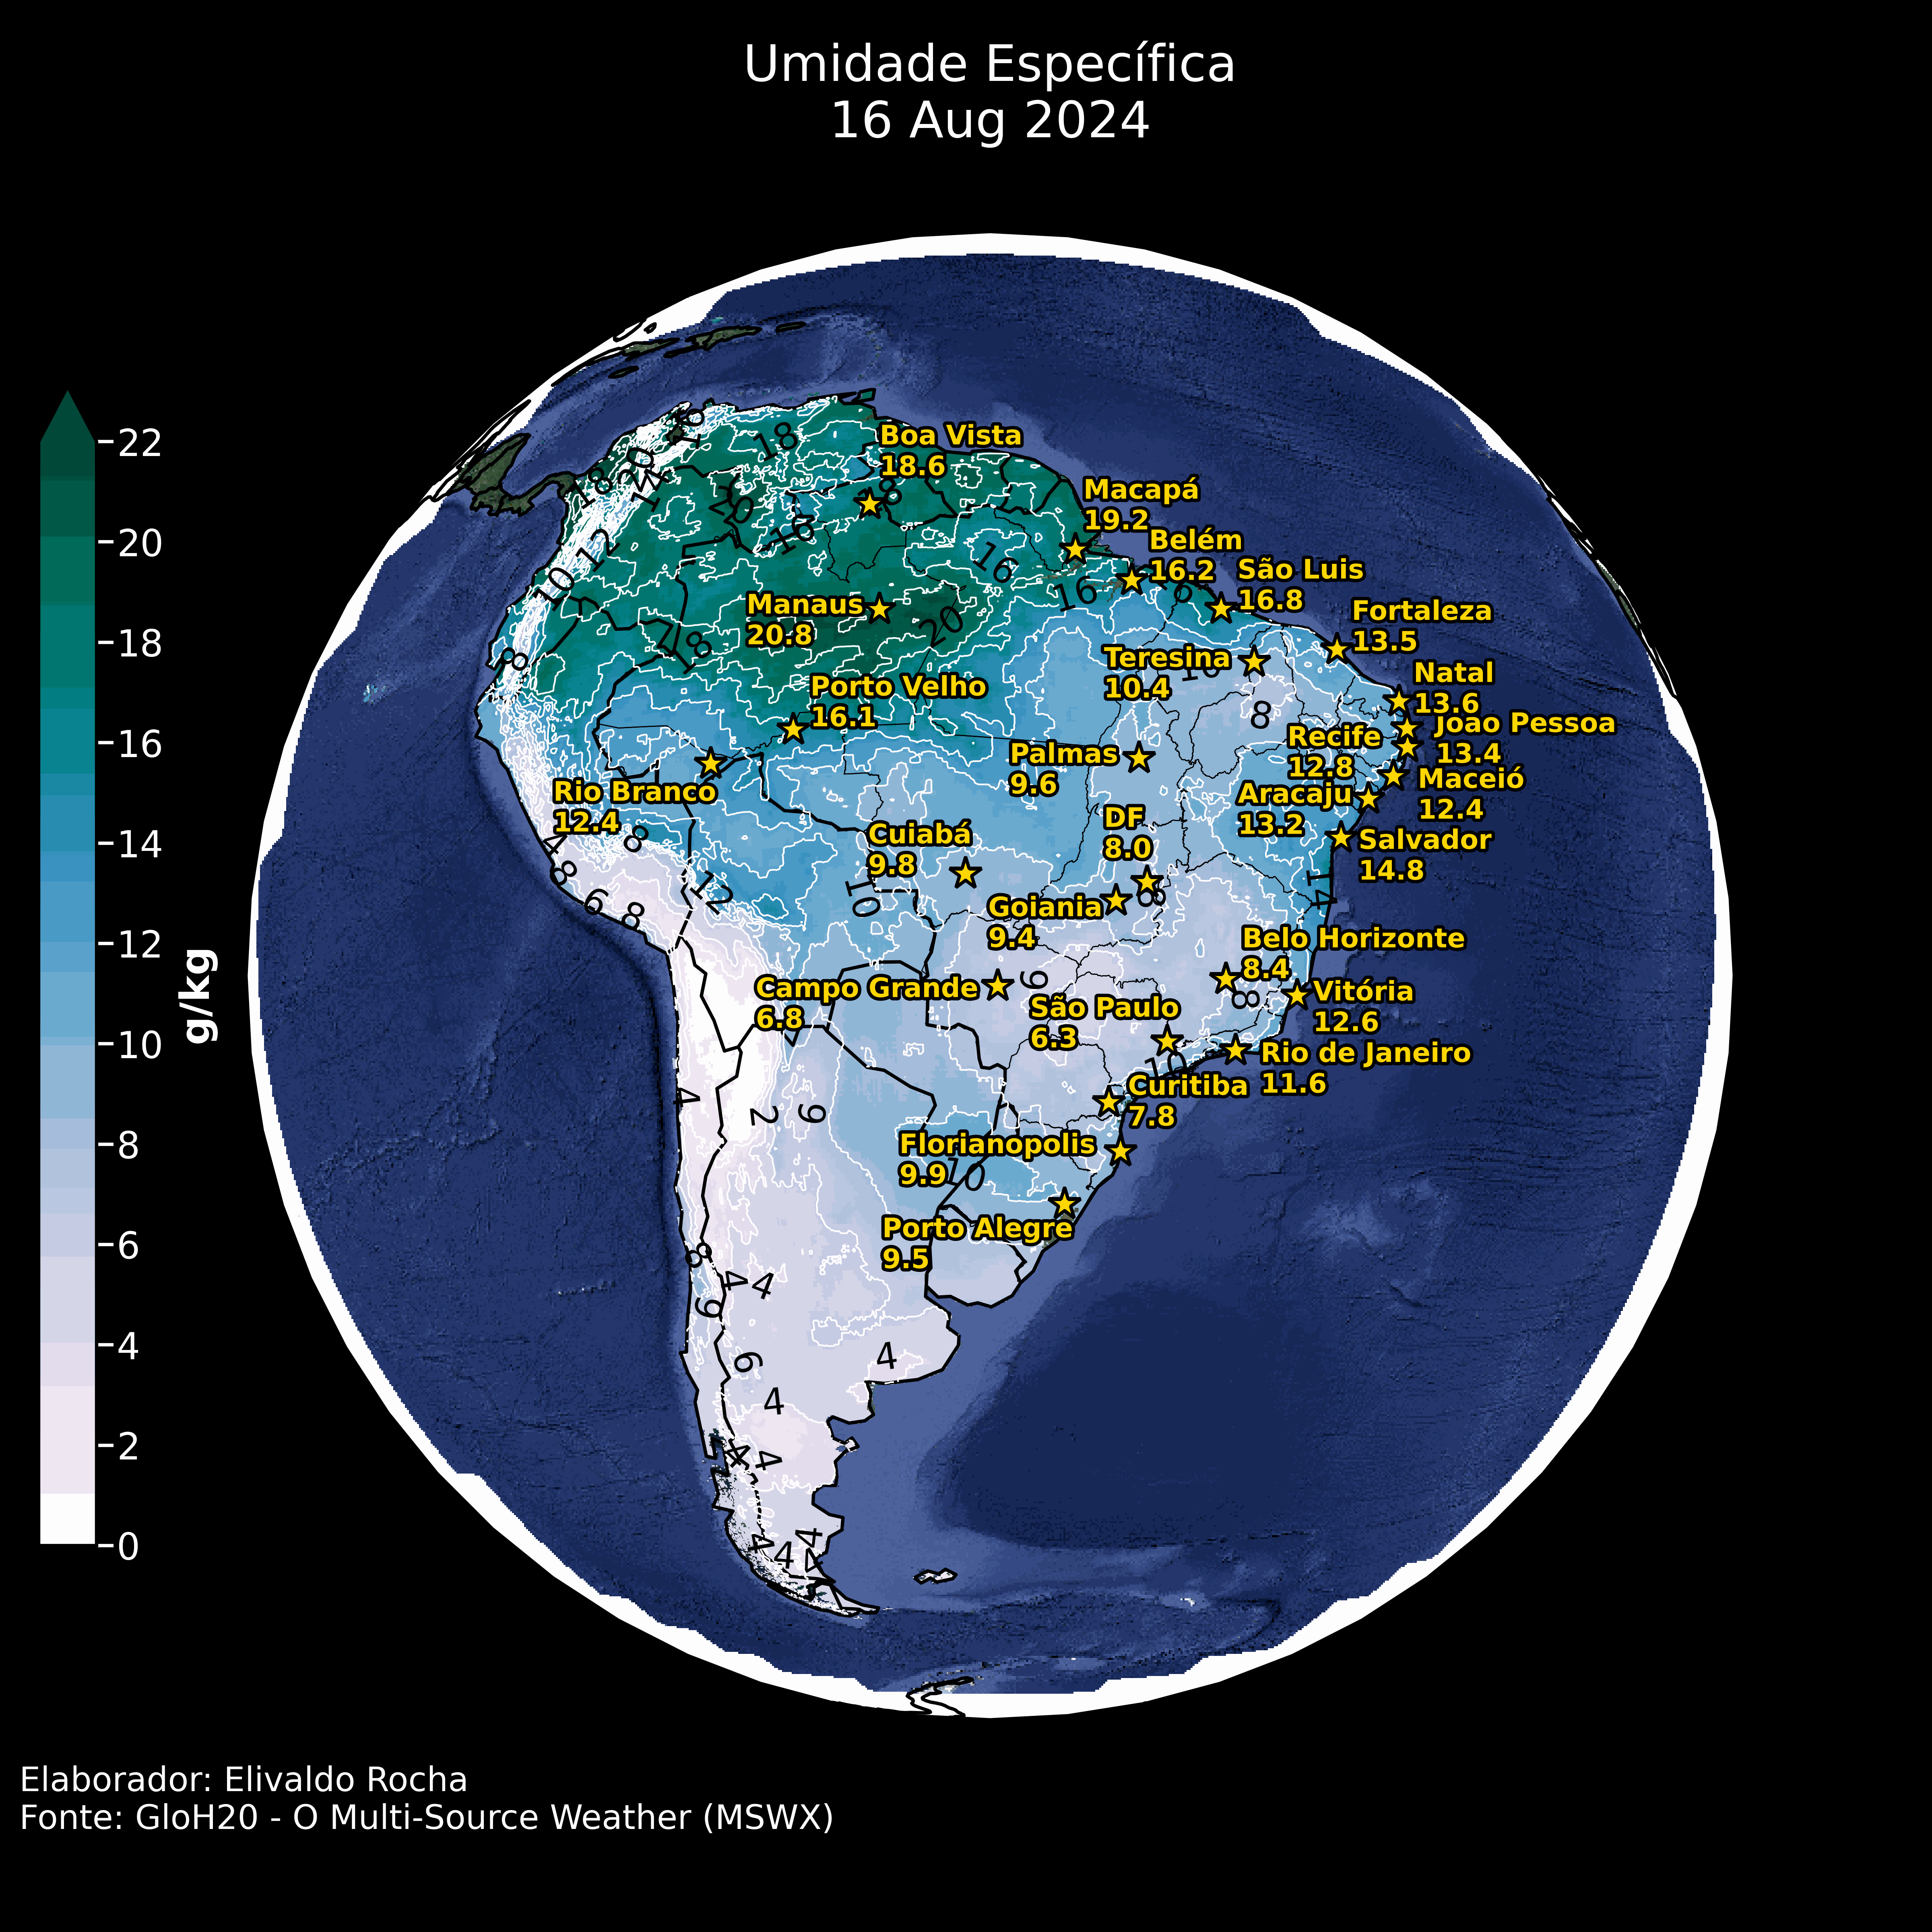 Umidade Específica
16 Aug 2024
22
20
18
16
14
12
10
8
6
4
2
0
g/kg
Boa Vista
18.6
Macapá
19.2
Belém
16.2
São Luis
16.8
Fortaleza
13.5
Manaus
20.8
Teresina
10.4
Natal
13.6
Porto Velho
16.1
João Pessoa
13.4
Recife
12.8
Palmas
9.6
Maceió
12.4
Rio Branco
12.4
Aracaju
13.2
DF
8.0
Cuiabá
9.8
Salvador
14.8
Goiania
9.4
Belo Horizonte
8.4
Campo Grande
6.8
Vitória
12.6
São Paulo
6.3
Rio de Janeiro
11.6
Curitiba
7.8
Florianopolis
9.9
Porto Alegre
9.5
Elaborador: Elivaldo Rocha
Fonte: GloH20 - O Multi-Source Weather (MSWX)